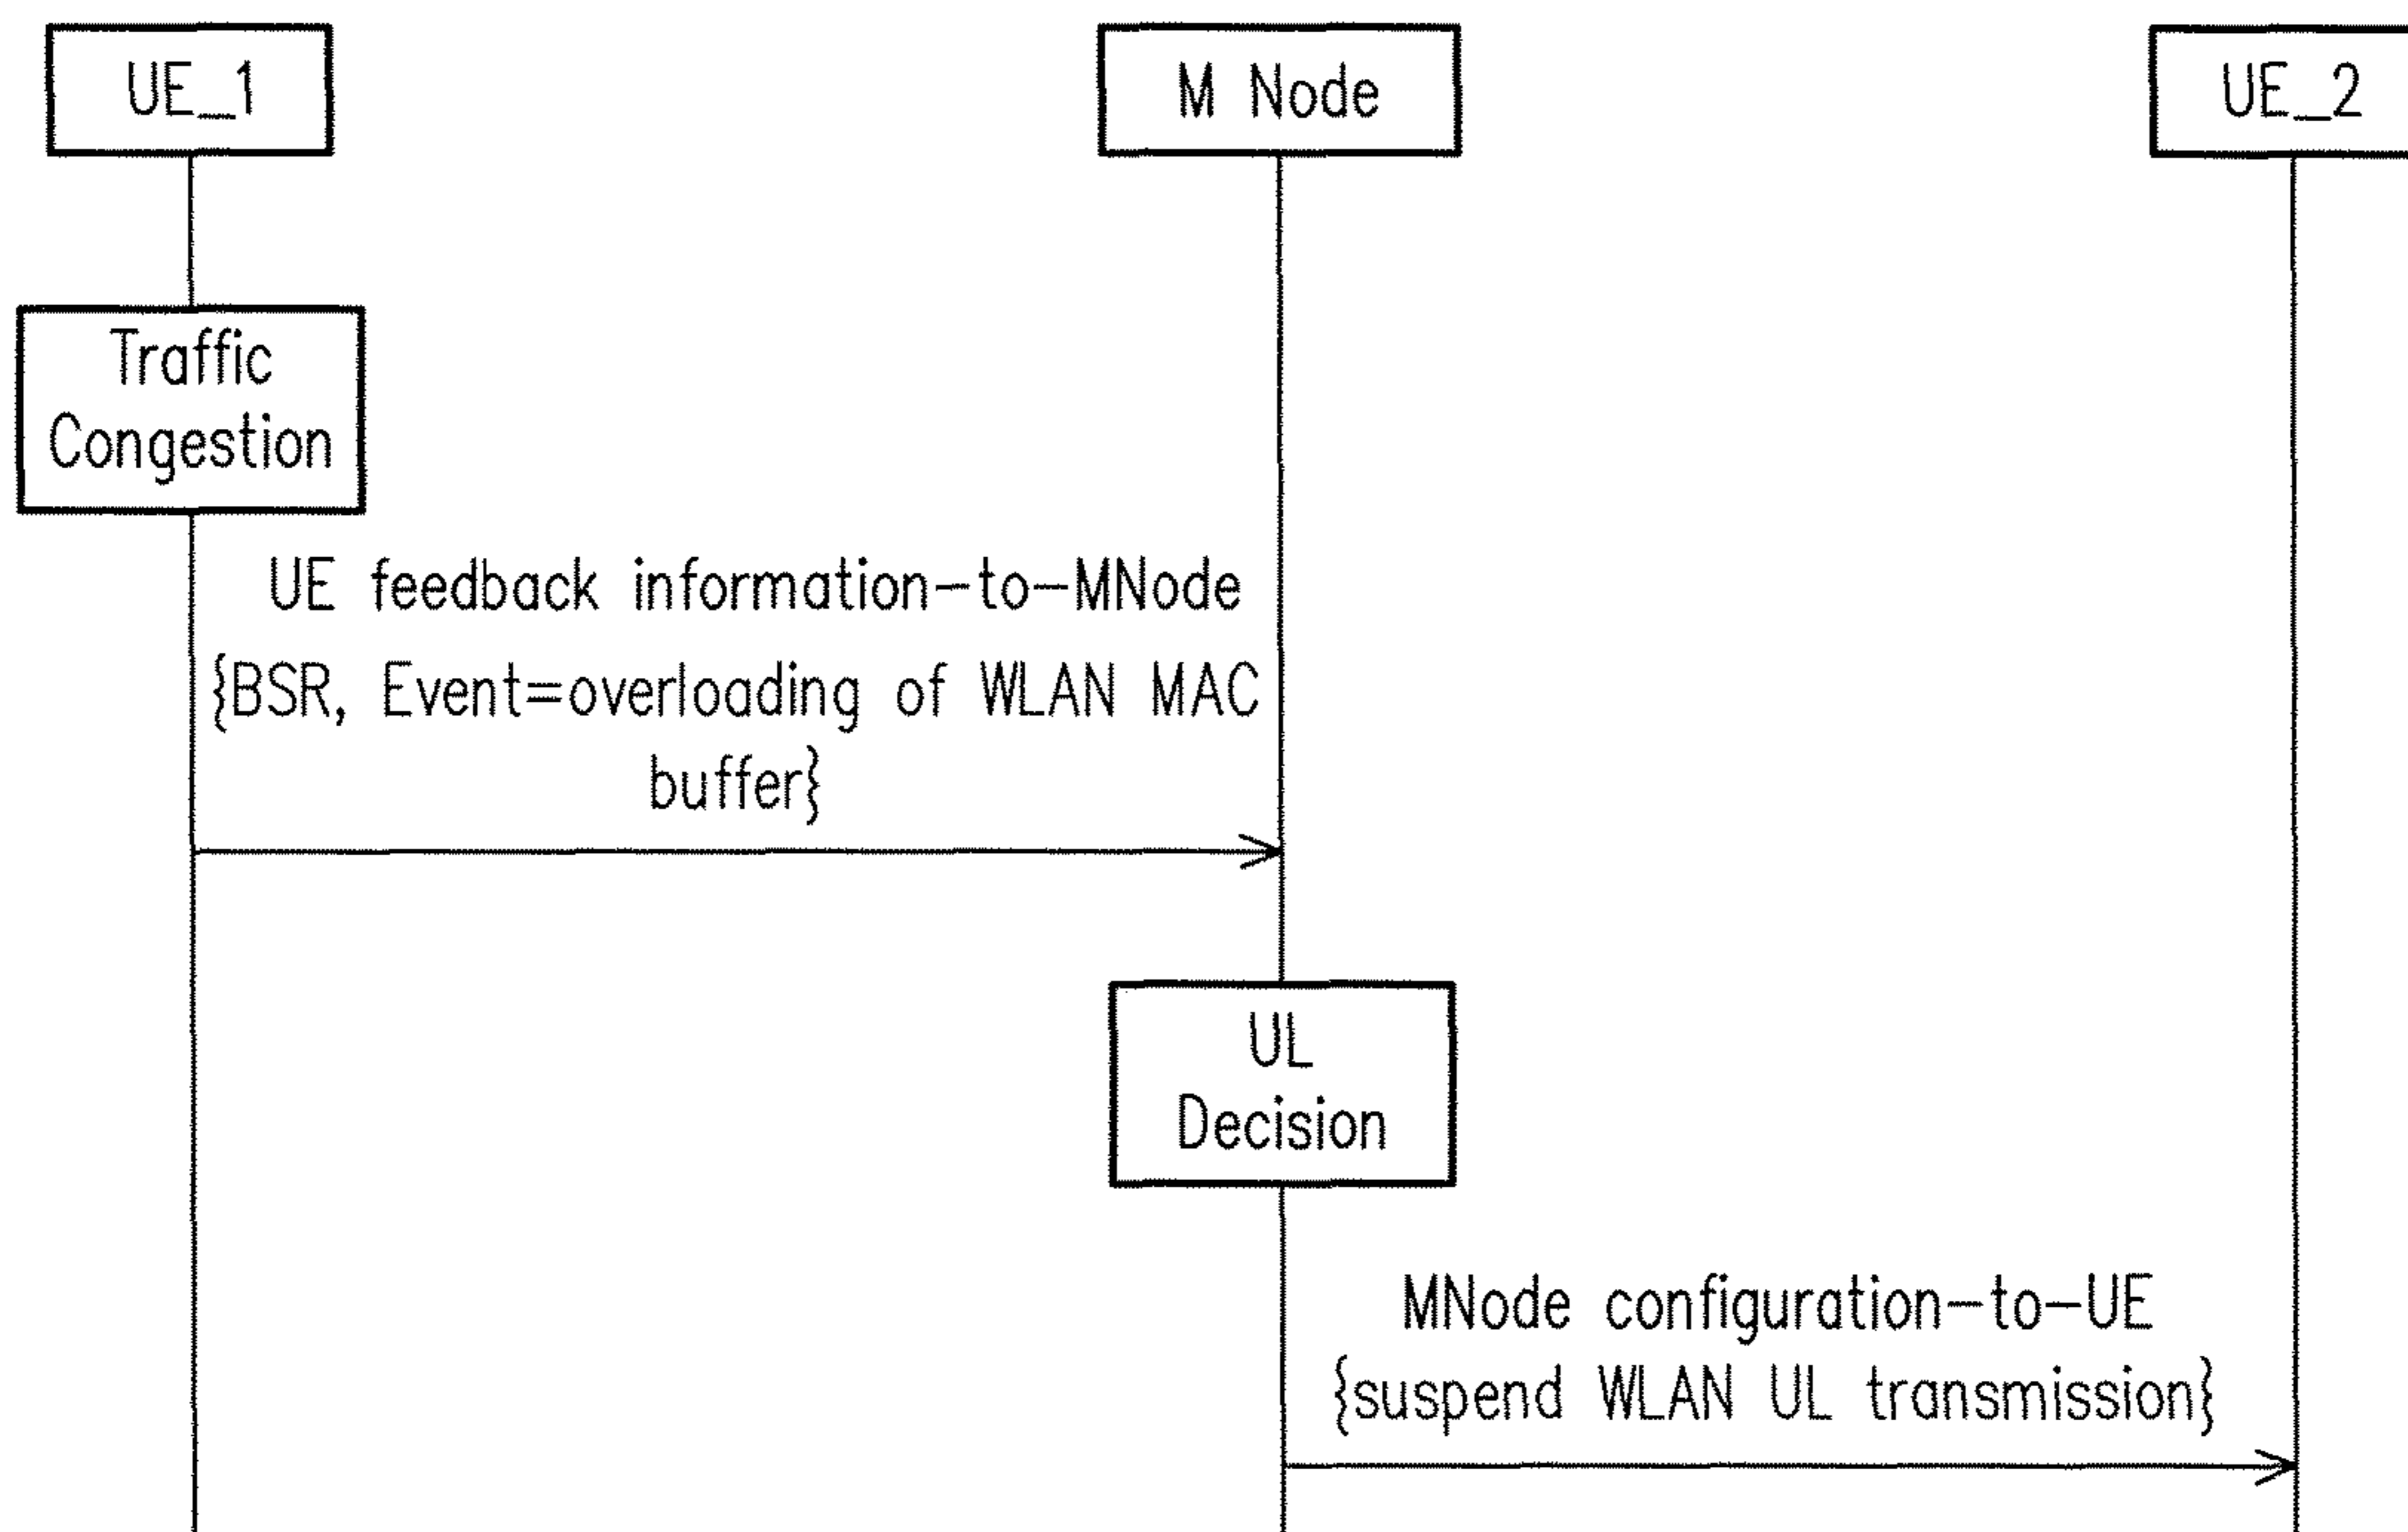 UE_1
M Node
UE_2
Traffic
Congestion
UE feedback information-to-MNode
{BSR, Event=overloading of WLAN MAC
buffer}
UL
Decision
MNode configuration-to-UE
{suspend WLAN UL transmission}